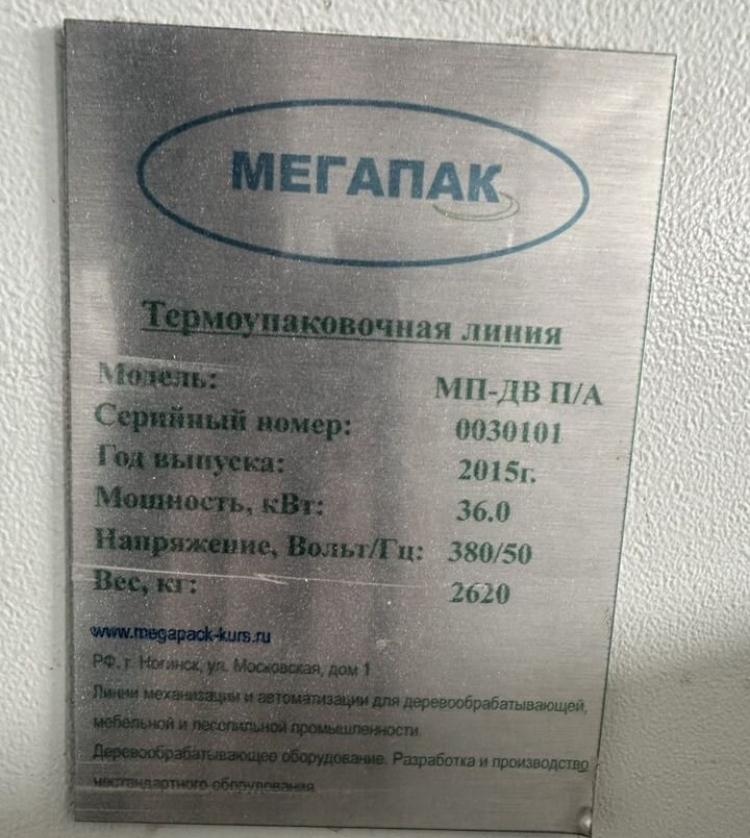 МЕГАПАК
Термоупаковочная линия
Модель: МП-ДВ П/А
Серийный номер: 0030101
Год выпуска: 2015г.
Мощность, кВт: 36.0
Напряжение, Вольт/Гц: 380/50
Вес, кг: 2620
www.megapack-kurs.ru
РФ, г. Ногинск, ул. Московская, дом 1
Линии механизации и автоматизации для деревообрабатывающей,
мебельной и лесопильной промышленности.
Деревообрабатывающее оборудование. Разработка и производство
нестандартного оборудования.